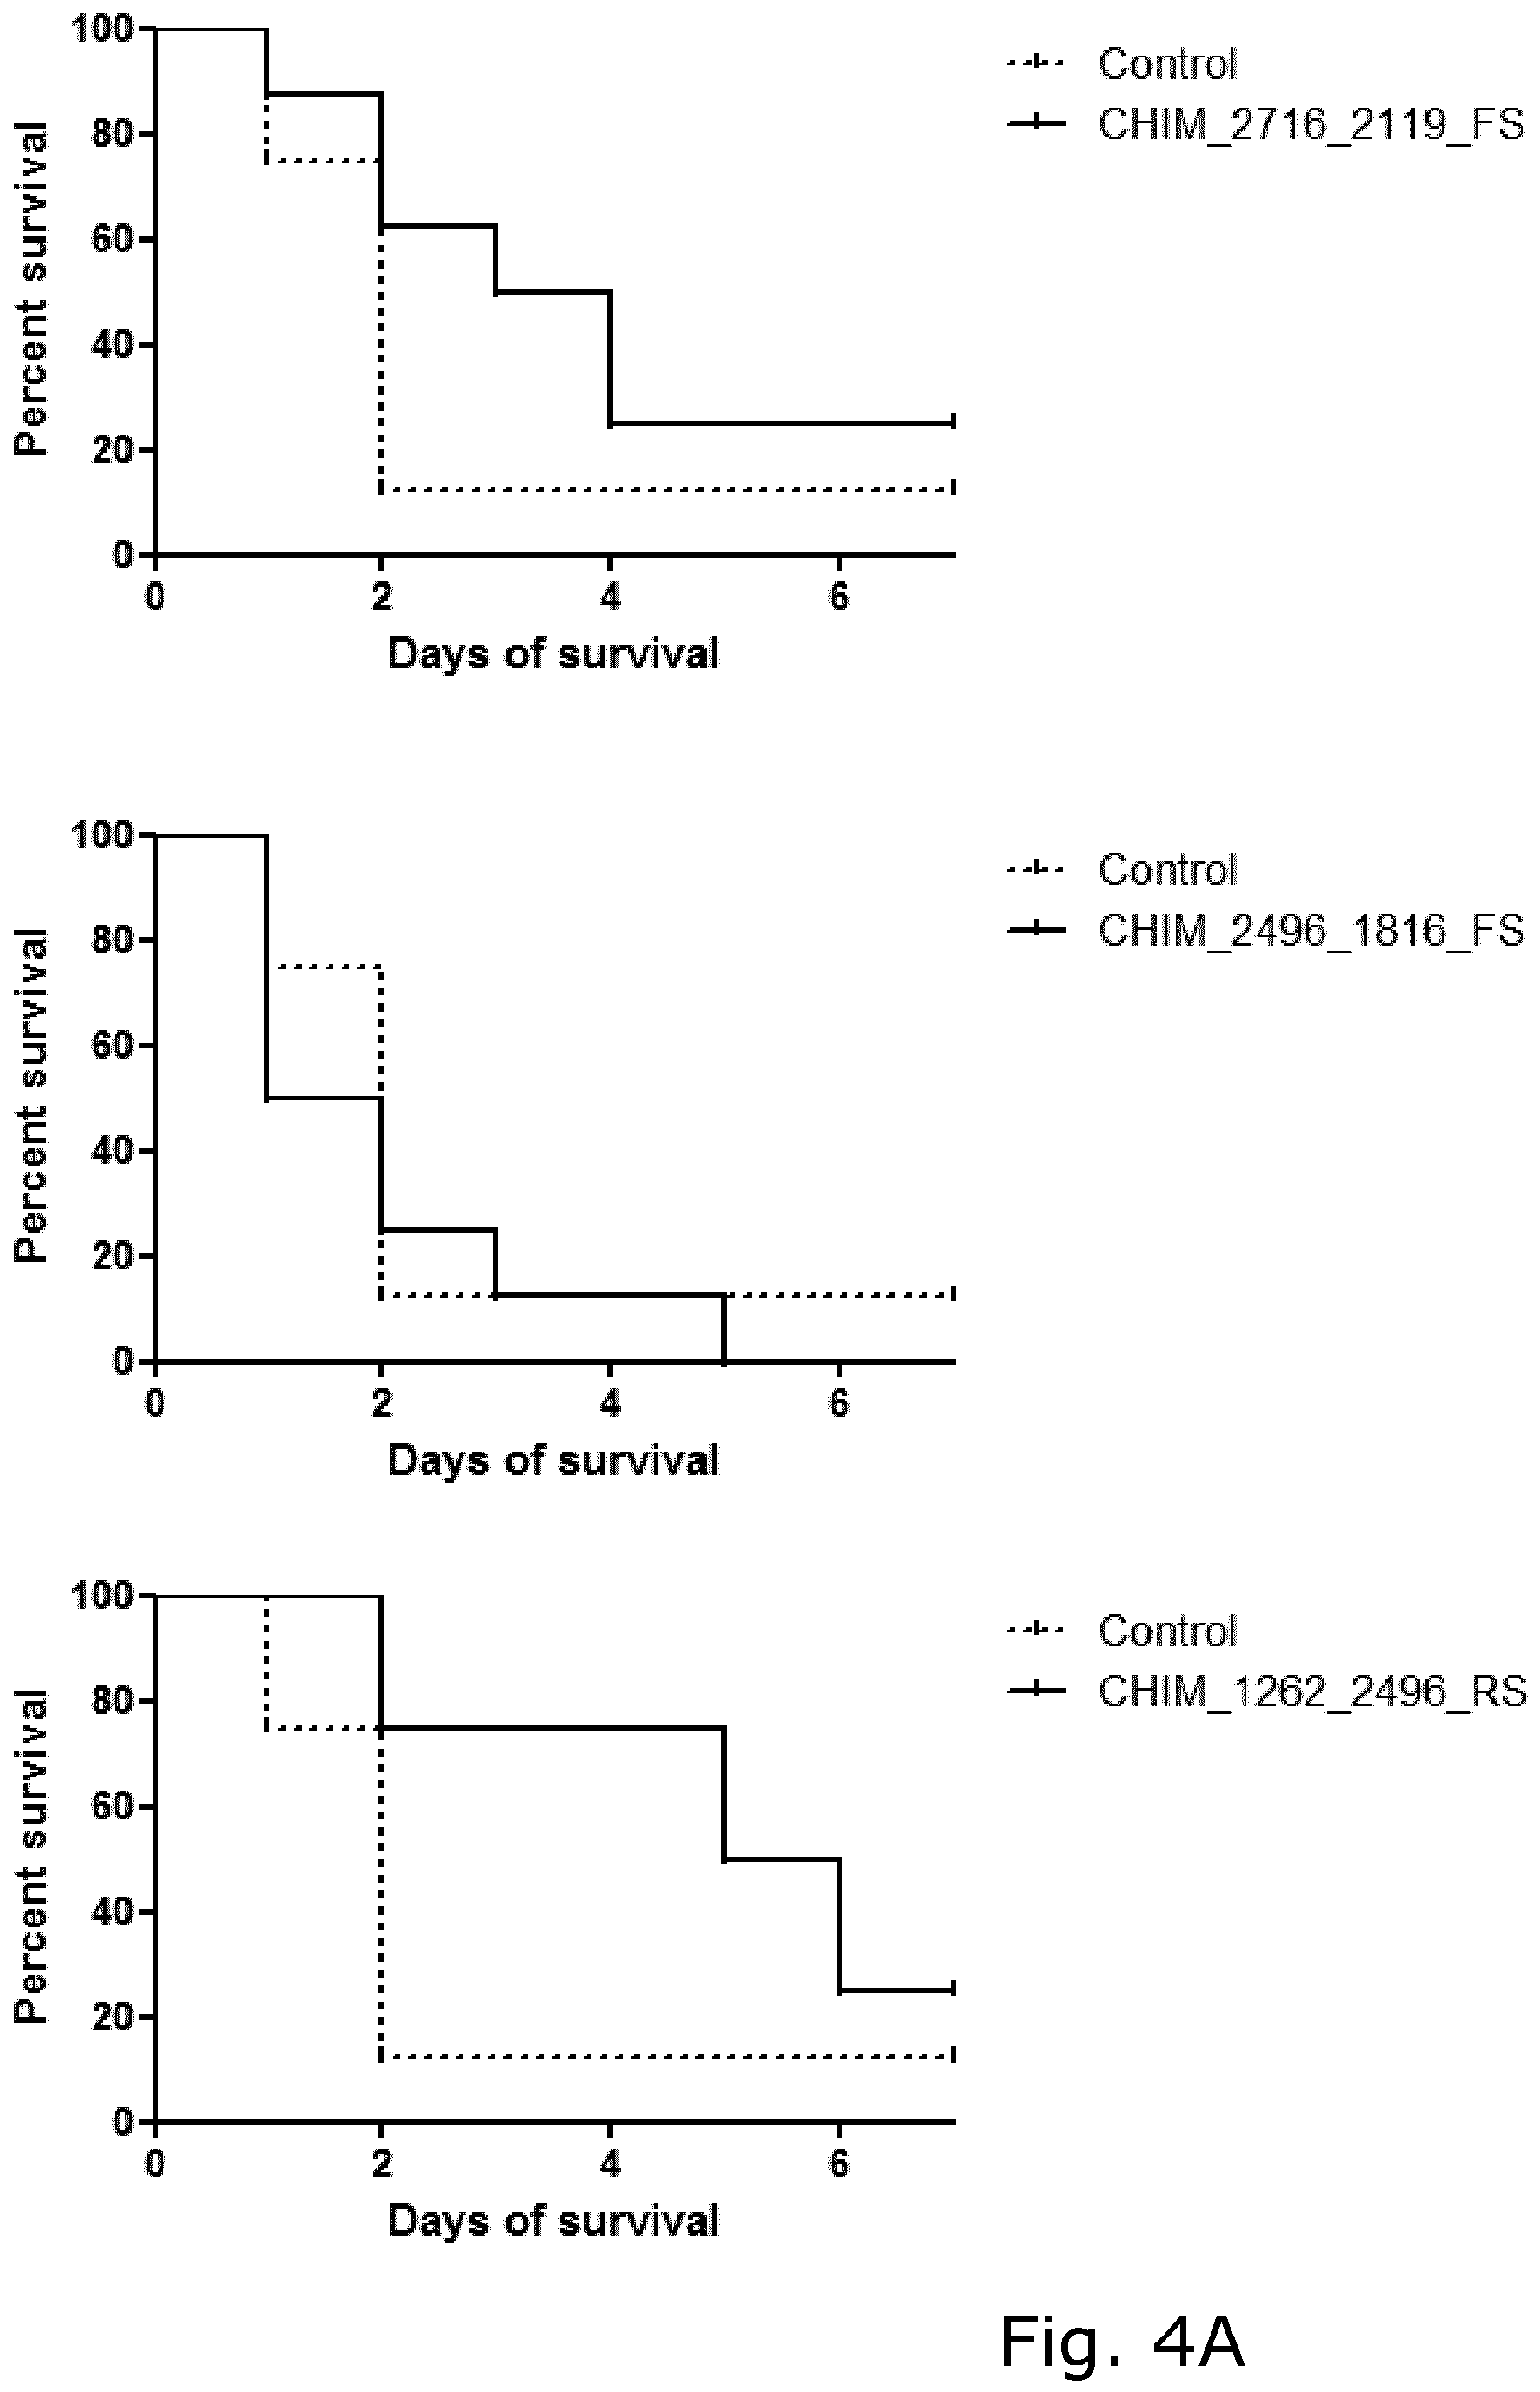 100
80
60
40
20
0
Percent survival
0 2 4 6
Days of survival
Control
CHIM_2716_2119_FS
100
80
60
40
20
0
Percent survival
0 2 4 6
Days of survival
Control
CHIM_2496_1816_FS
100
80
60
40
20
0
Percent survival
0 2 4 6
Days of survival
Control
CHIM_1262_2496_RS
Fig. 4A